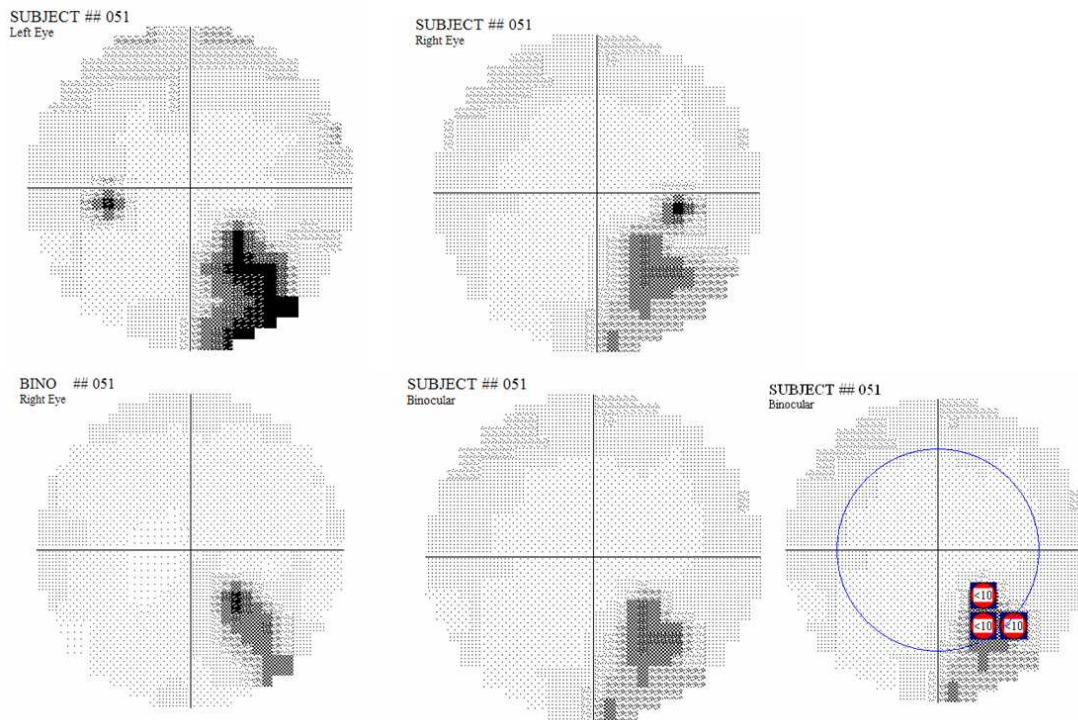 SUBJECT ## 051
Left Eye
SUBJECT ## 051
Right Eye
BINO ## 051
Right Eye
SUBJECT ## 051
Binocular
SUBJECT ## 051
Binocular
<10
<10 <10